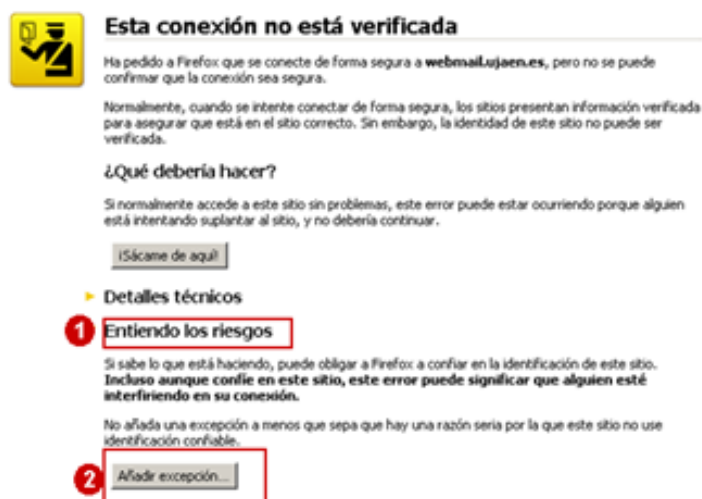 Esta conexión no está verificada
Ha pedido a Firefox que se conecte de forma segura a webmail.ujaen.es, pero no se puede
confirmar que la conexión sea segura.
Normalmente, cuando se intente conectar de forma segura, los sitios presentan información verificada
para asegurar que está en el sitio correcto. Sin embargo, la identidad de este sitio no puede ser
verificada.
¿Qué debería hacer?
Si normalmente accede a este sitio sin problemas, este error puede estar ocurriendo porque alguien
está intentando suplantar al sitio, y no debería continuar.
¡Sácame de aquí!
Detalles técnicos
1 Entiendo los riesgos
Si sabe lo que está haciendo, puede obligar a Firefox a confiar en la identificación de este sitio.
Incluso aunque confíe en este sitio, este error puede significar que alguien esté
interfiriendo en su conexión.
No añada una excepción a menos que sepa que hay una razón seria por la que este sitio no use
identificación confiable.
2 Añadir excepción...